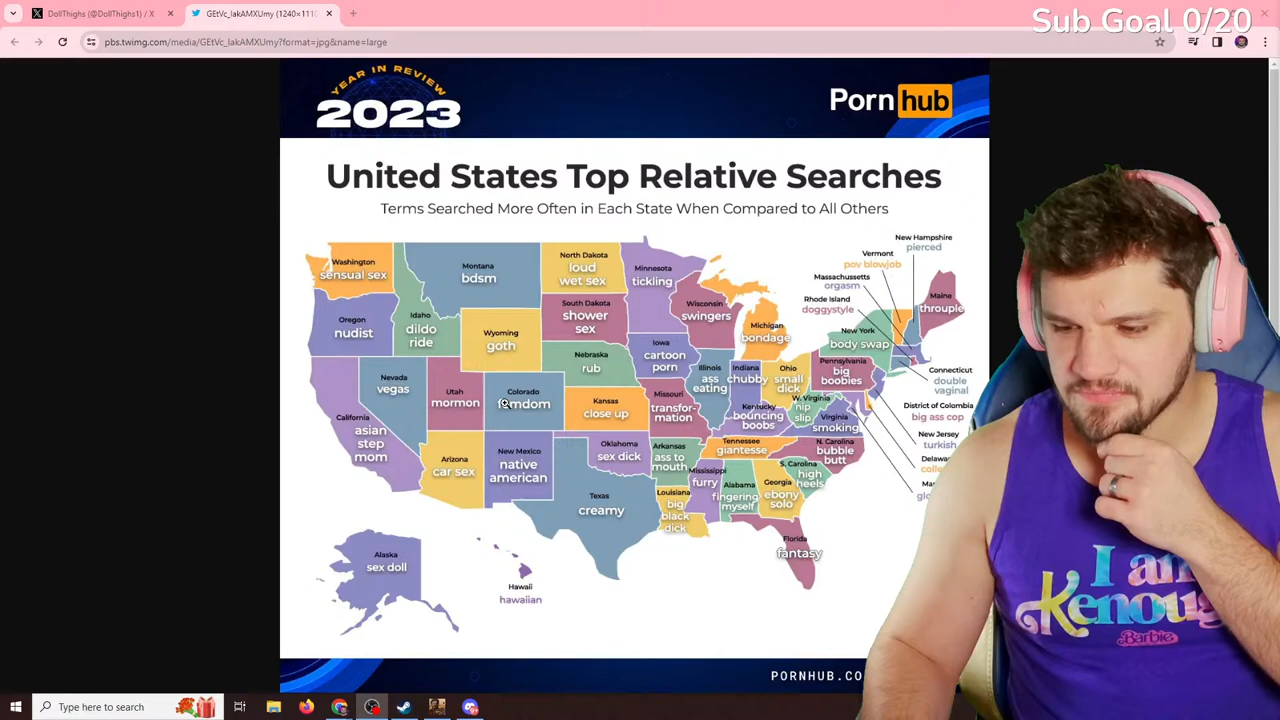 DollThighs (@DollThighs1) / X
GEtVc_IakAMXUmy (1240×111
Sub Goal 0/20
pbs.twimg.com/media/GEtVc_IakAMXUmy?format=jpg&name=large
YEAR IN REVIEW
2023
Pornhub
United States Top Relative Searches
Terms Searched More Often in Each State When Compared to All Others
Washington
sensual sex
Oregon
nudist
Idaho
dildo
ride
Montana
bdsm
Wyoming
goth
North Dakota
loud
wet sex
South Dakota
shower
sex
Nebraska
rub
Minnesota
tickling
Iowa
cartoon
porn
Wisconsin
swingers
Michigan
bondage
New Hampshire
pierced
Vermont
pov blowjob
Massachussetts
orgasm
Rhode Island
doggystyle
Maine
throuple
New York
body swap
Pennsylvania
big
boobies
Connecticut
double
vaginal
District of Colombia
big ass cop
New Jersey
turkish
Nevada
vegas
Utah
mormon
Colorado
femdom
Kansas
close up
Missouri
transfor-
mation
Illinois
ass
eating
Indiana
chubby
Ohio
small
dick
W. Virginia
nip
slip
Kentucky
bouncing
boobs
Virginia
smoking
California
asian
step
mom
Arizona
car sex
New Mexico
native
american
Oklahoma
sex dick
Texas
creamy
Arkansas
ass to
mouth
Tennessee
giantesse
N. Carolina
bubble
butt
S. Carolina
high
heels
Mississippi
furry
Alabama
fingering
myself
Georgia
ebony
solo
Louisiana
big
black
dick
Florida
fantasy
Alaska
sex doll
Hawaii
hawaiian
PORNHUB.CO
I am
Kenough
Barbie
Type here to search